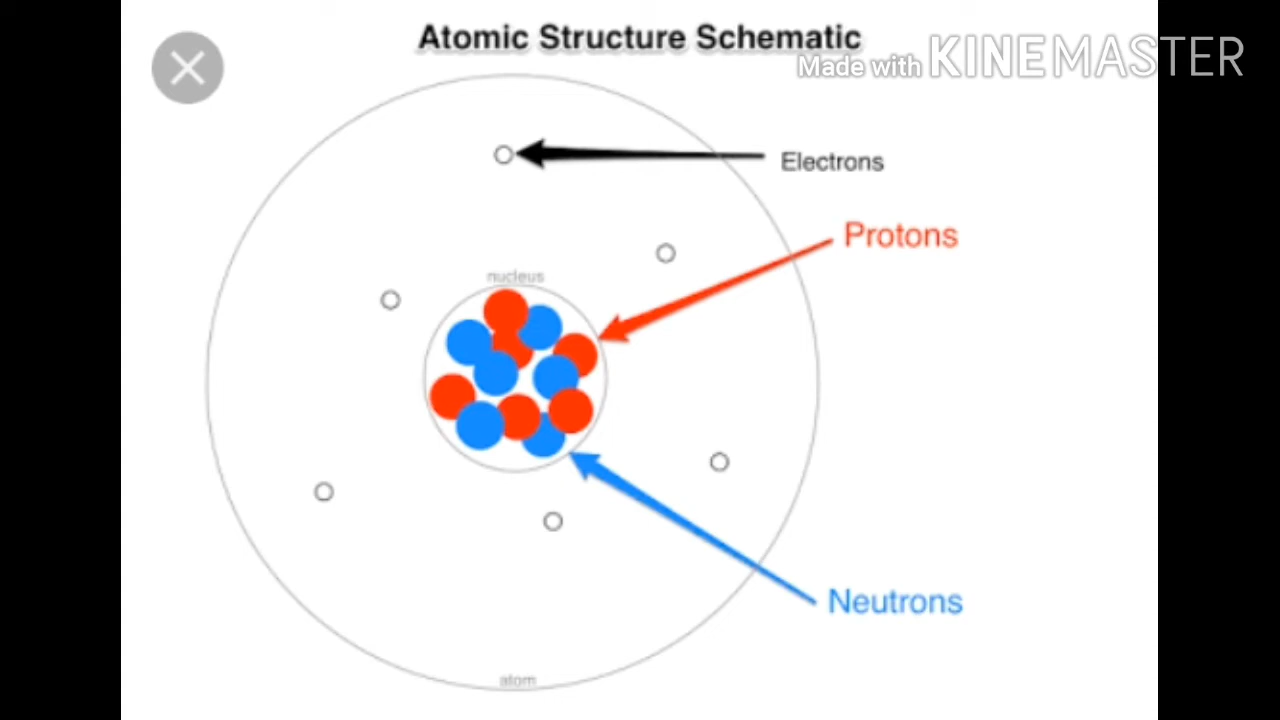 Atomic Structure Schematic
Made with KINEMASTER
Electrons
Protons
nucleus
Neutrons
atom